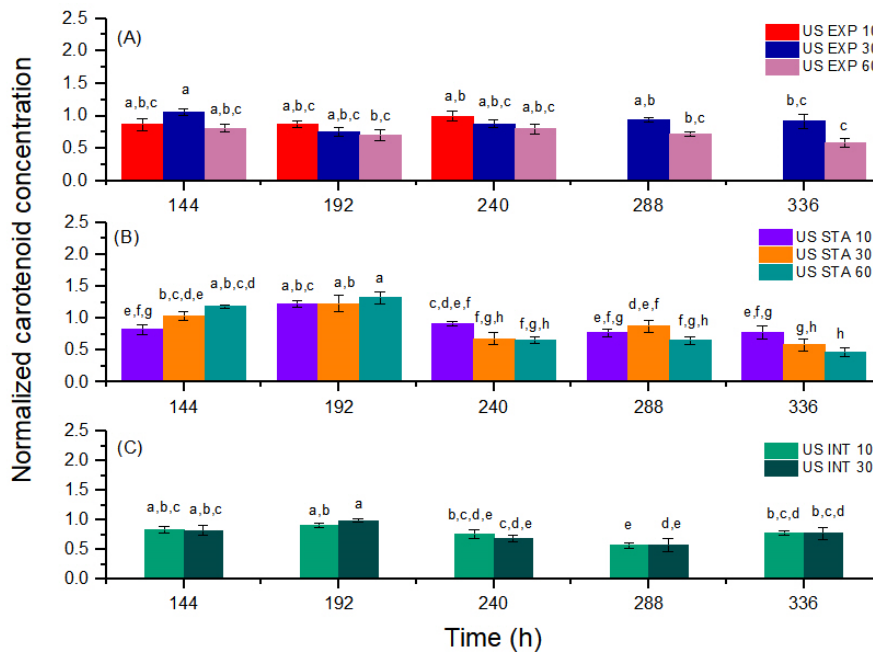 Normalized carotenoid concentration
(A)
US EXP 10
US EXP 30
US EXP 60
2.5
2.0
1.5
1.0
0.5
0.0
a,b,c
a
a,b,c
a,b,c
a,b,c
b,c
a,b
a,b,c
a,b,c
a,b
b,c
b,c
c
144
192
240
288
336
(B)
US STA 10
US STA 30
US STA 60
2.5
2.0
1.5
1.0
0.5
0.0
e,f,g
b,c,d,e
a,b,c,d
a,b,c
a,b
a
c,d,e,f
f,g,h
f,g,h
e,f,g
d,e,f
f,g,h
e,f,g
g,h
h
144
192
240
288
336
(C)
US INT 10
US INT 30
2.5
2.0
1.5
1.0
0.5
0.0
a,b,c
a,b,c
a,b
a
b,c,d,e
c,d,e
e
d,e
b,c,d
b,c,d
144
192
240
288
336
Time (h)